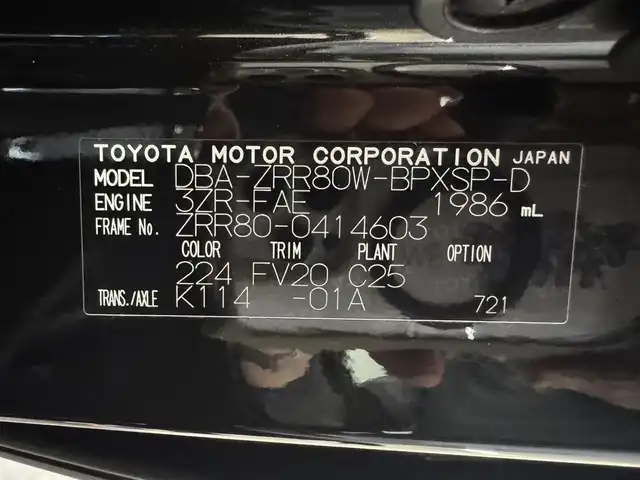 TOYOTA MOTOR CORPORATION JAPAN
MODEL DBA-ZRR80W-BPXSP-D
ENGINE 3ZR-FAE 1986 mL
FRAME No. ZRR80-0414603
COLOR TRIM PLANT OPTION
224 FV20 C25
TRANS./AXLE K114 -01A 721